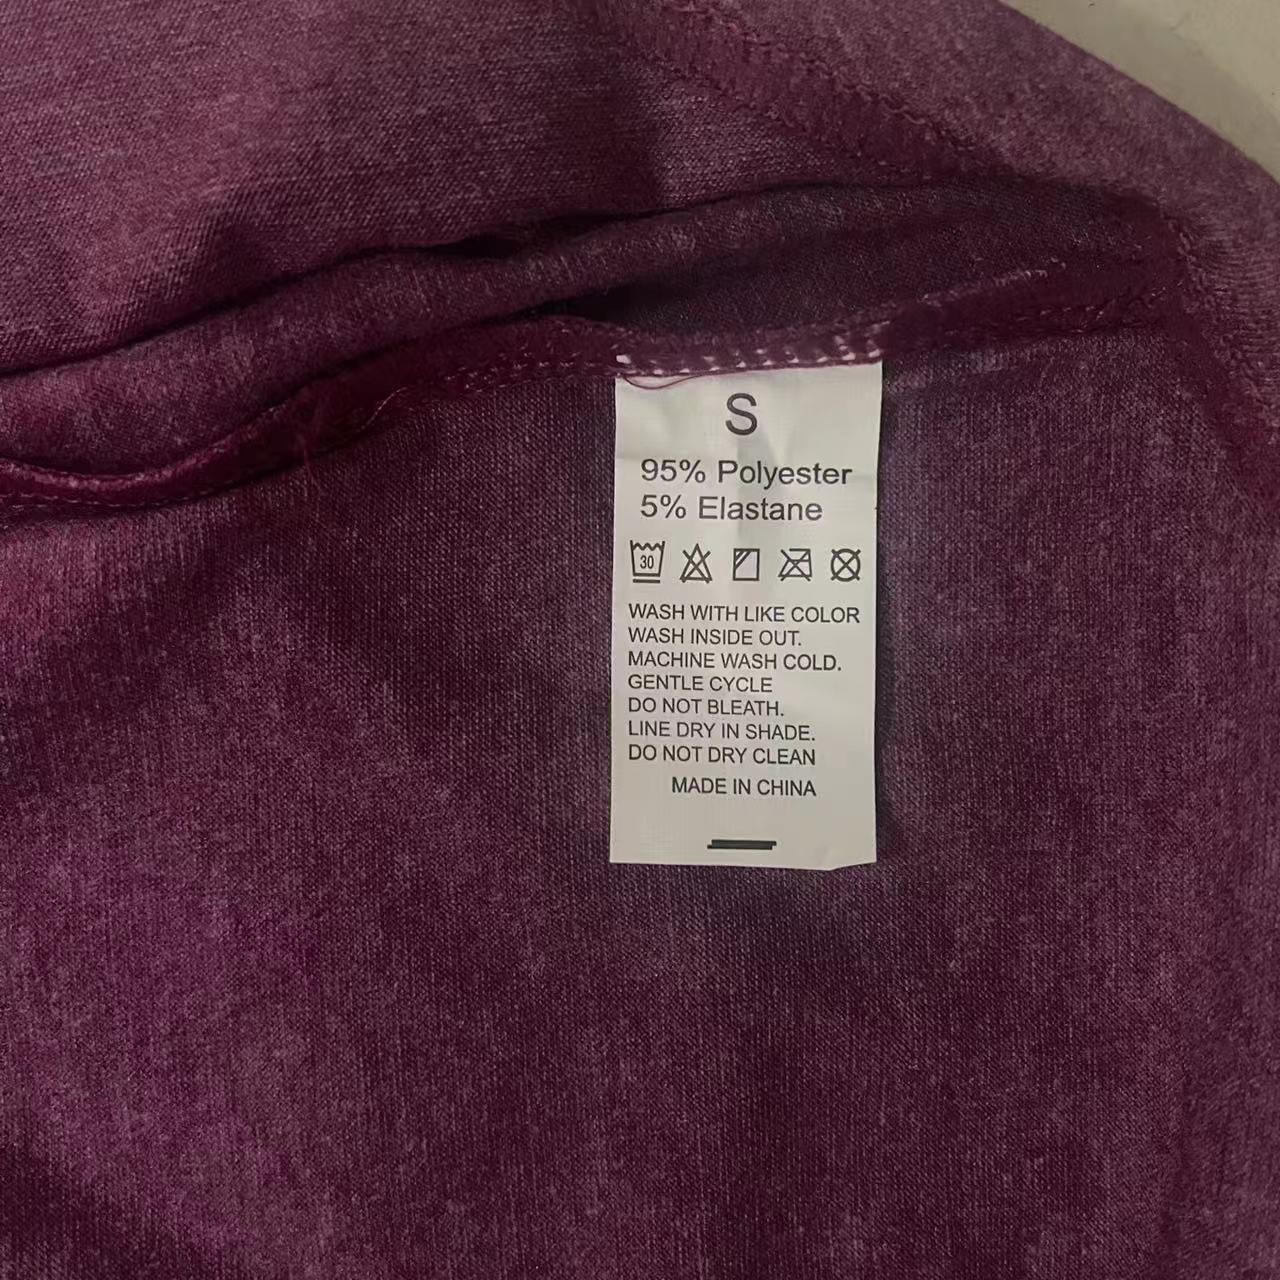 S
95% Polyester
5% Elastane
30
WASH WITH LIKE COLOR
WASH INSIDE OUT.
MACHINE WASH COLD.
GENTLE CYCLE
DO NOT BLEATH.
LINE DRY IN SHADE.
DO NOT DRY CLEAN
MADE IN CHINA